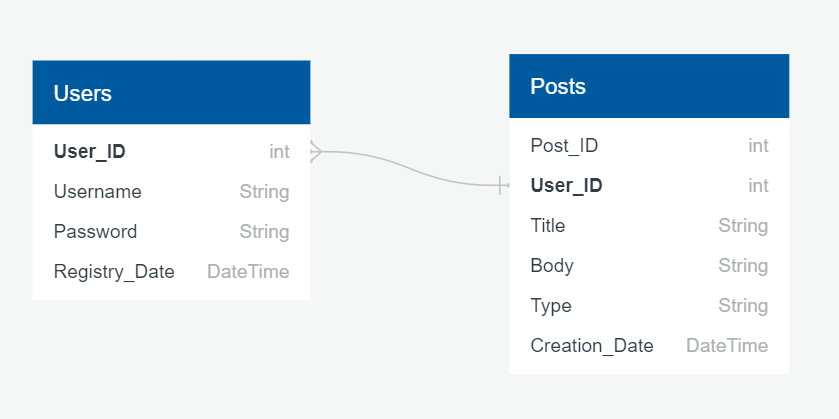 Users
User_ID int
Username String
Password String
Registry_Date DateTime
Posts
Post_ID int
User_ID int
Title String
Body String
Type String
Creation_Date DateTime